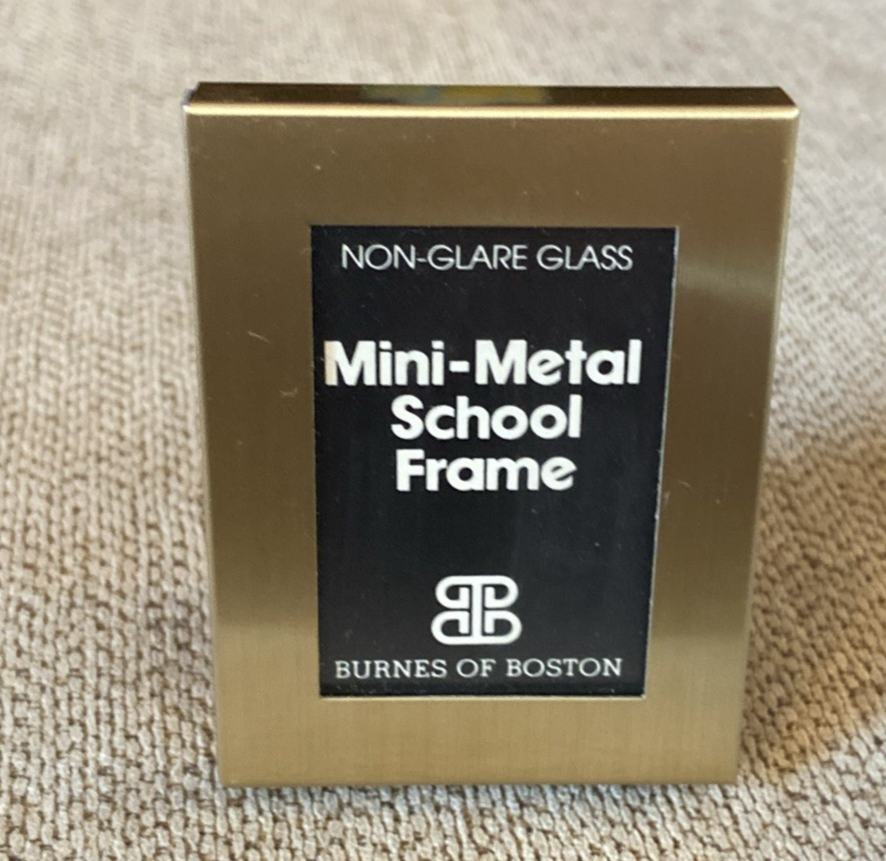 NON-GLARE GLASS
Mini-Metal
School
Frame
BURNES OF BOSTON